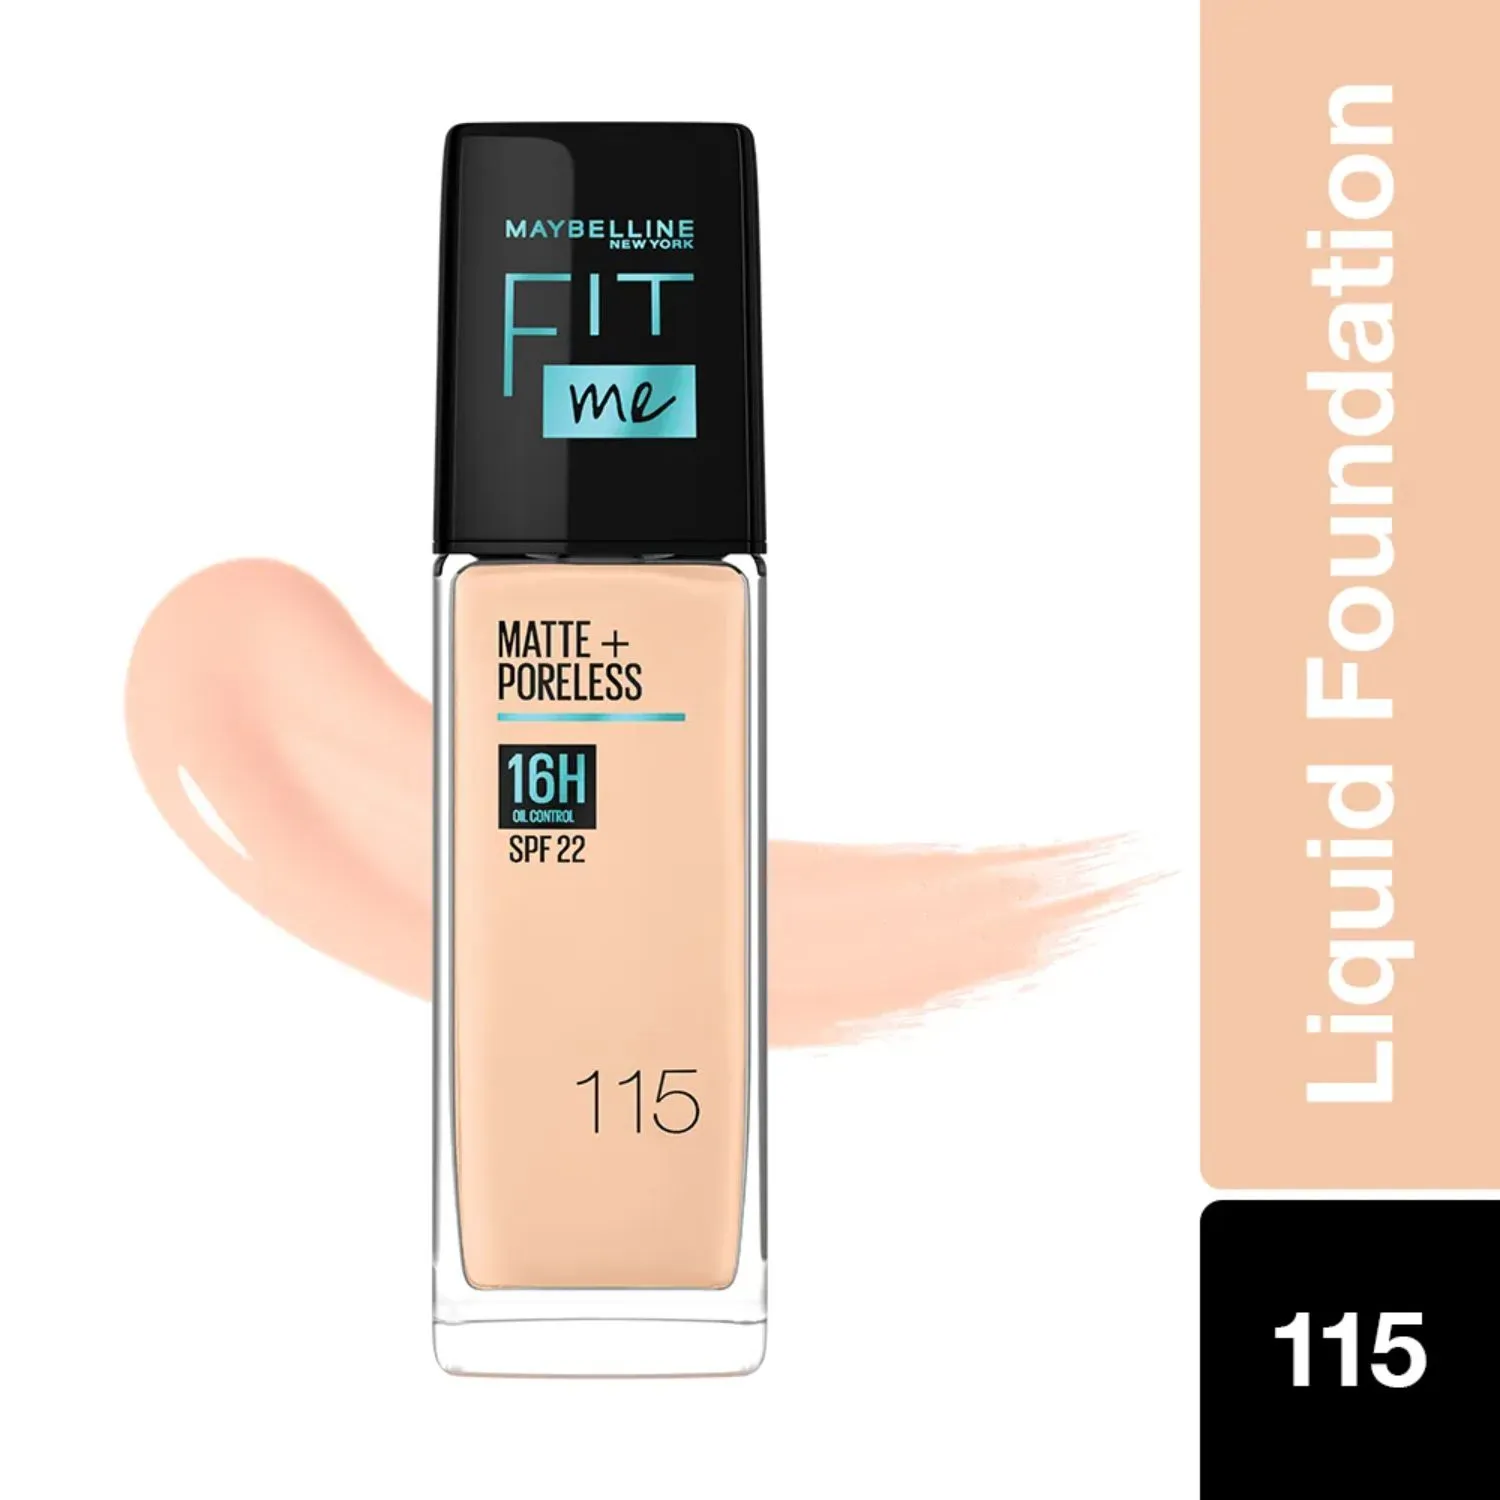 MAYBELLINE
NEW YORK
FIT
me
MATTE +
PORELESS
16H
OIL CONTROL
SPF 22
115
Liquid Foundation
115